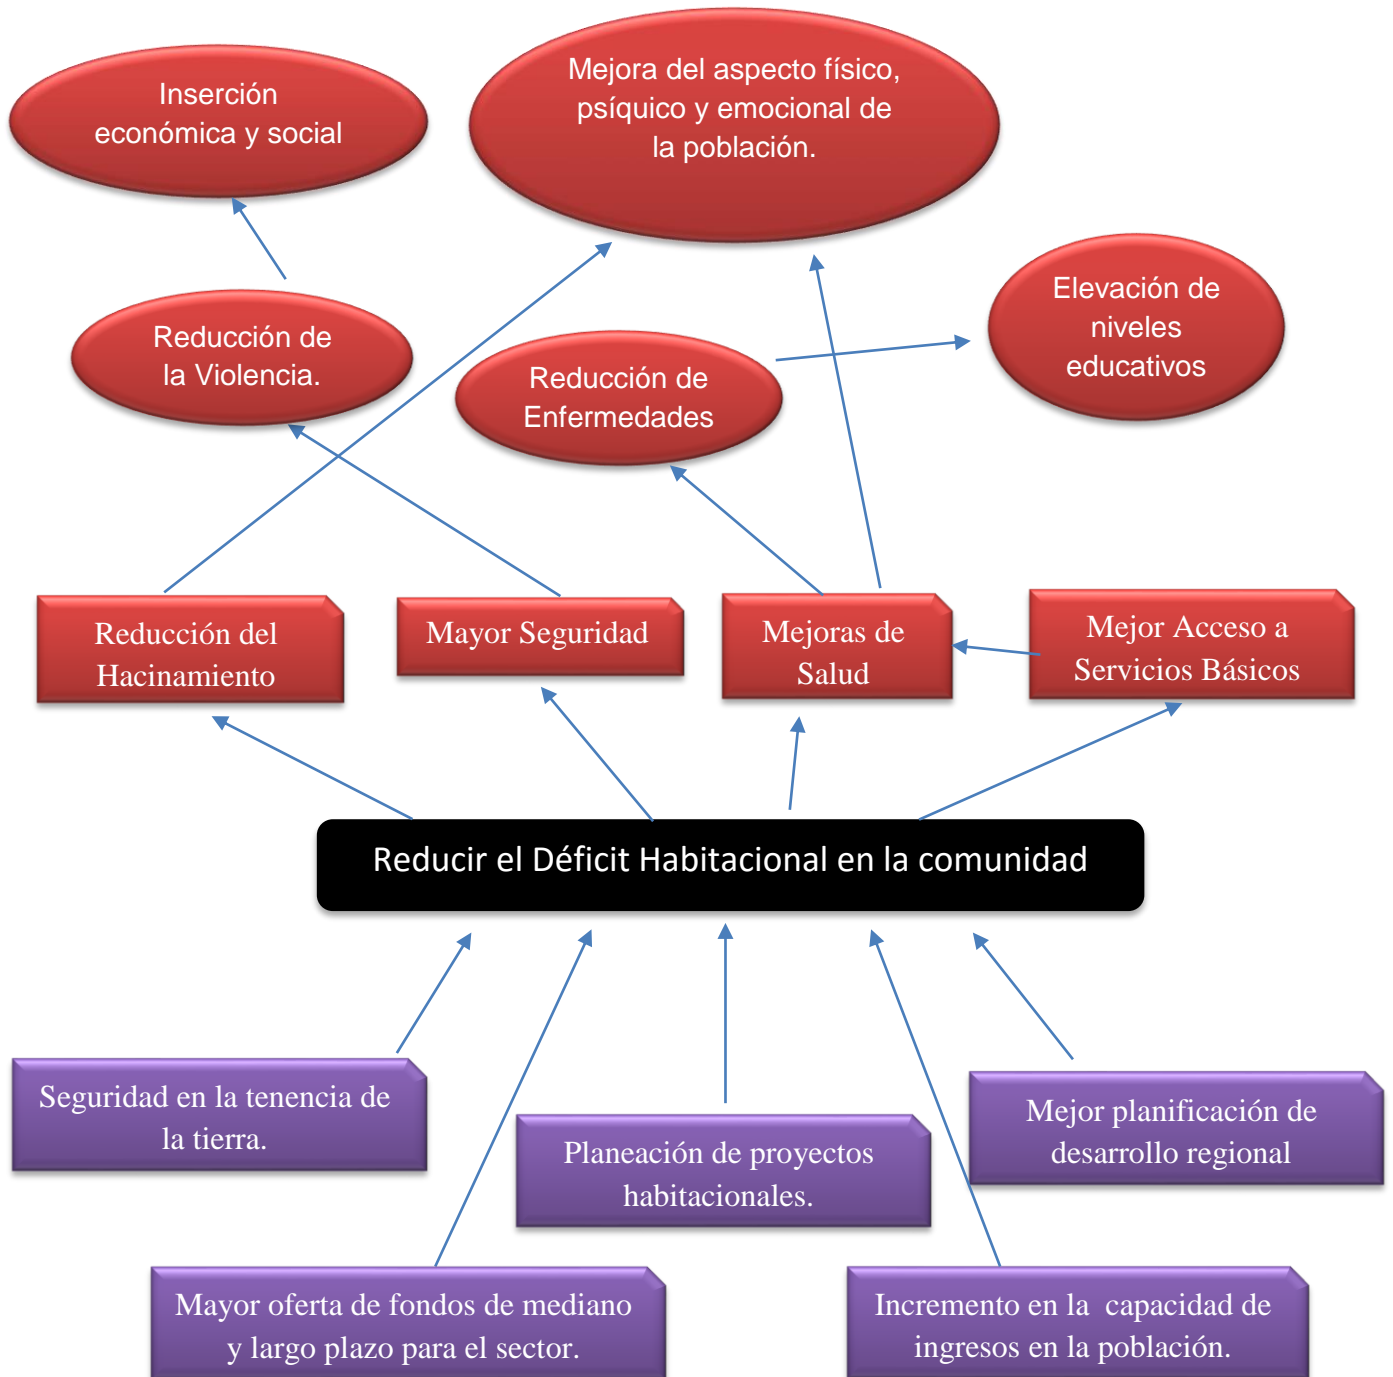 Inserción
económica y social
Mejora del aspecto físico,
psíquico y emocional de
la población.
Reducción de
la Violencia.
Reducción de
Enfermedades
Elevación de
niveles
educativos
Reducción del
Hacinamiento
Mayor Seguridad
Mejoras de
Salud
Mejor Acceso a
Servicios Básicos
Reducir el Déficit Habitacional en la comunidad
Seguridad en la tenencia de
la tierra.
Planeación de proyectos
habitacionales.
Mejor planificación de
desarrollo regional
Mayor oferta de fondos de mediano
y largo plazo para el sector.
Incremento en la  capacidad de
ingresos en la población.